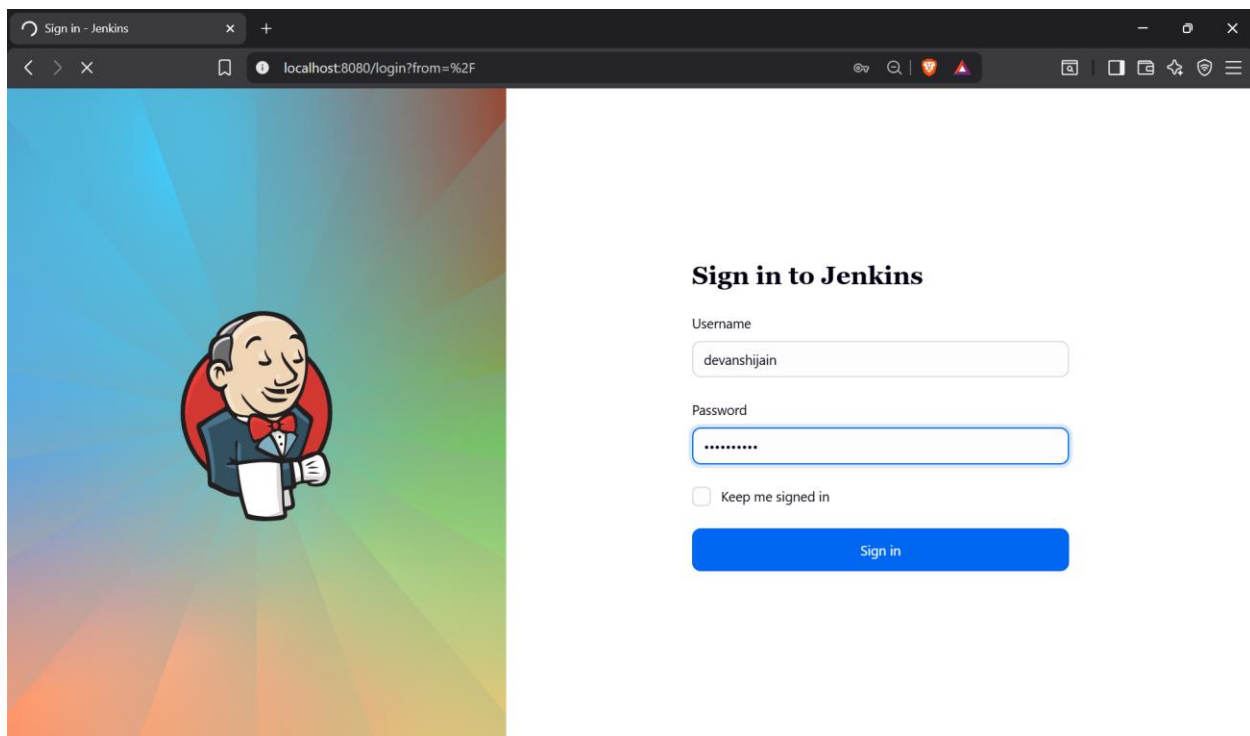 Sign in - Jenkins
localhost:8080/login?from=%2F
Sign in to Jenkins
Username
devanshijain
Password
••••••••••
Keep me signed in
Sign in